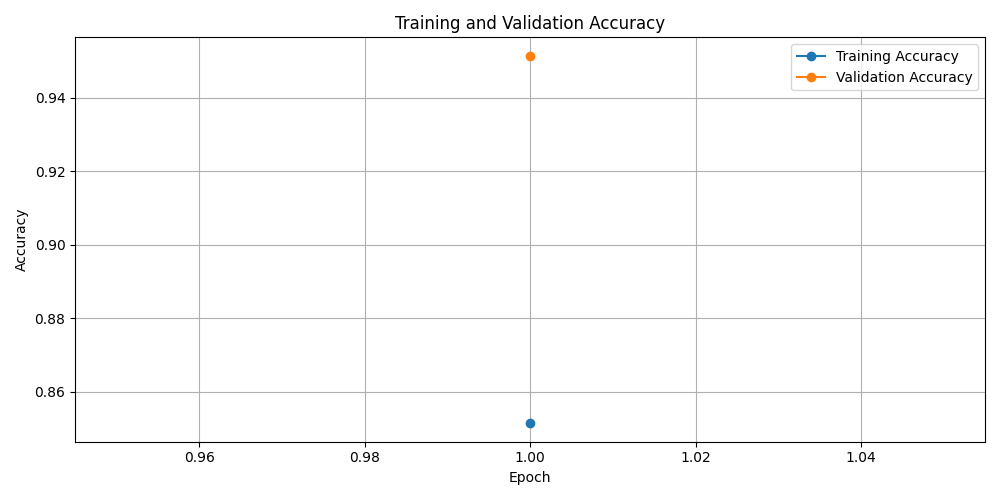 Training and Validation Accuracy
Training Accuracy
Validation Accuracy
0.94
0.92
0.90
0.88
0.86
Accuracy
0.96 0.98 1.00 1.02 1.04
Epoch